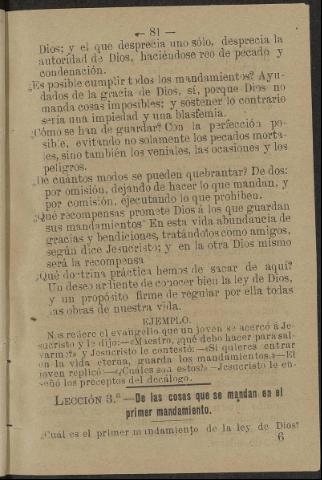 — 81 —
Dios; y el que desprecia uno sólo, desprecia la
autoridad de Dios, haciéndose reo de pecado y
condenación.
¿Es posible cumplir todos los mandamientos? Ayu-
dados de la gracia de Dios, sí, porque Dios no
manda cosas imposibles; y sostener lo contrario
sería una impiedad y una blasfemia.
¿Cómo se han de guardar? Con la perfección po-
sible, evitando no solamente los pecados morta-
les, sino también los veniales, las ocasiones y los
peligros.
¿De cuántos modos se pueden quebrantar? De dos:
por omisión, dejando de hacer lo que mandan, y
por comisión, ejecutando lo que prohiben.
¿Qué recompensas promete Dios á los que guardan
sus mandamientos? En esta vida abundancia de
gracias y bendiciones, tratándolos como amigos,
según dice Jesucristo; y en la otra Dios mismo
será la recompensa
¿Qué doctrina práctica hemos de sacar de aquí?
Un deseo ardiente de conocer bien la ley de Dios,
y un propósito firme de regular por ella todas
las obras de nuestra vida.
EJEMPLO.
Nos refiere el evangelio que un joven se acercó á Je-
sucristo y le dijo:—«Maestro, ¿qué debo hacer para sal-
varme?» y Jesucristo le contestó:—«Si quieres entrar
en la vida eterna, guarda los mandamientos.»—El
joven replicó—«¿Cuáles son estos?»—Jesucristo le en-
señó los preceptos del decálogo.
LECCIÓN 3.ª—De las cosas que se mandan en el
primer mandamiento.
¿Cuál es el primer mandamiento de la ley de Dios?
6